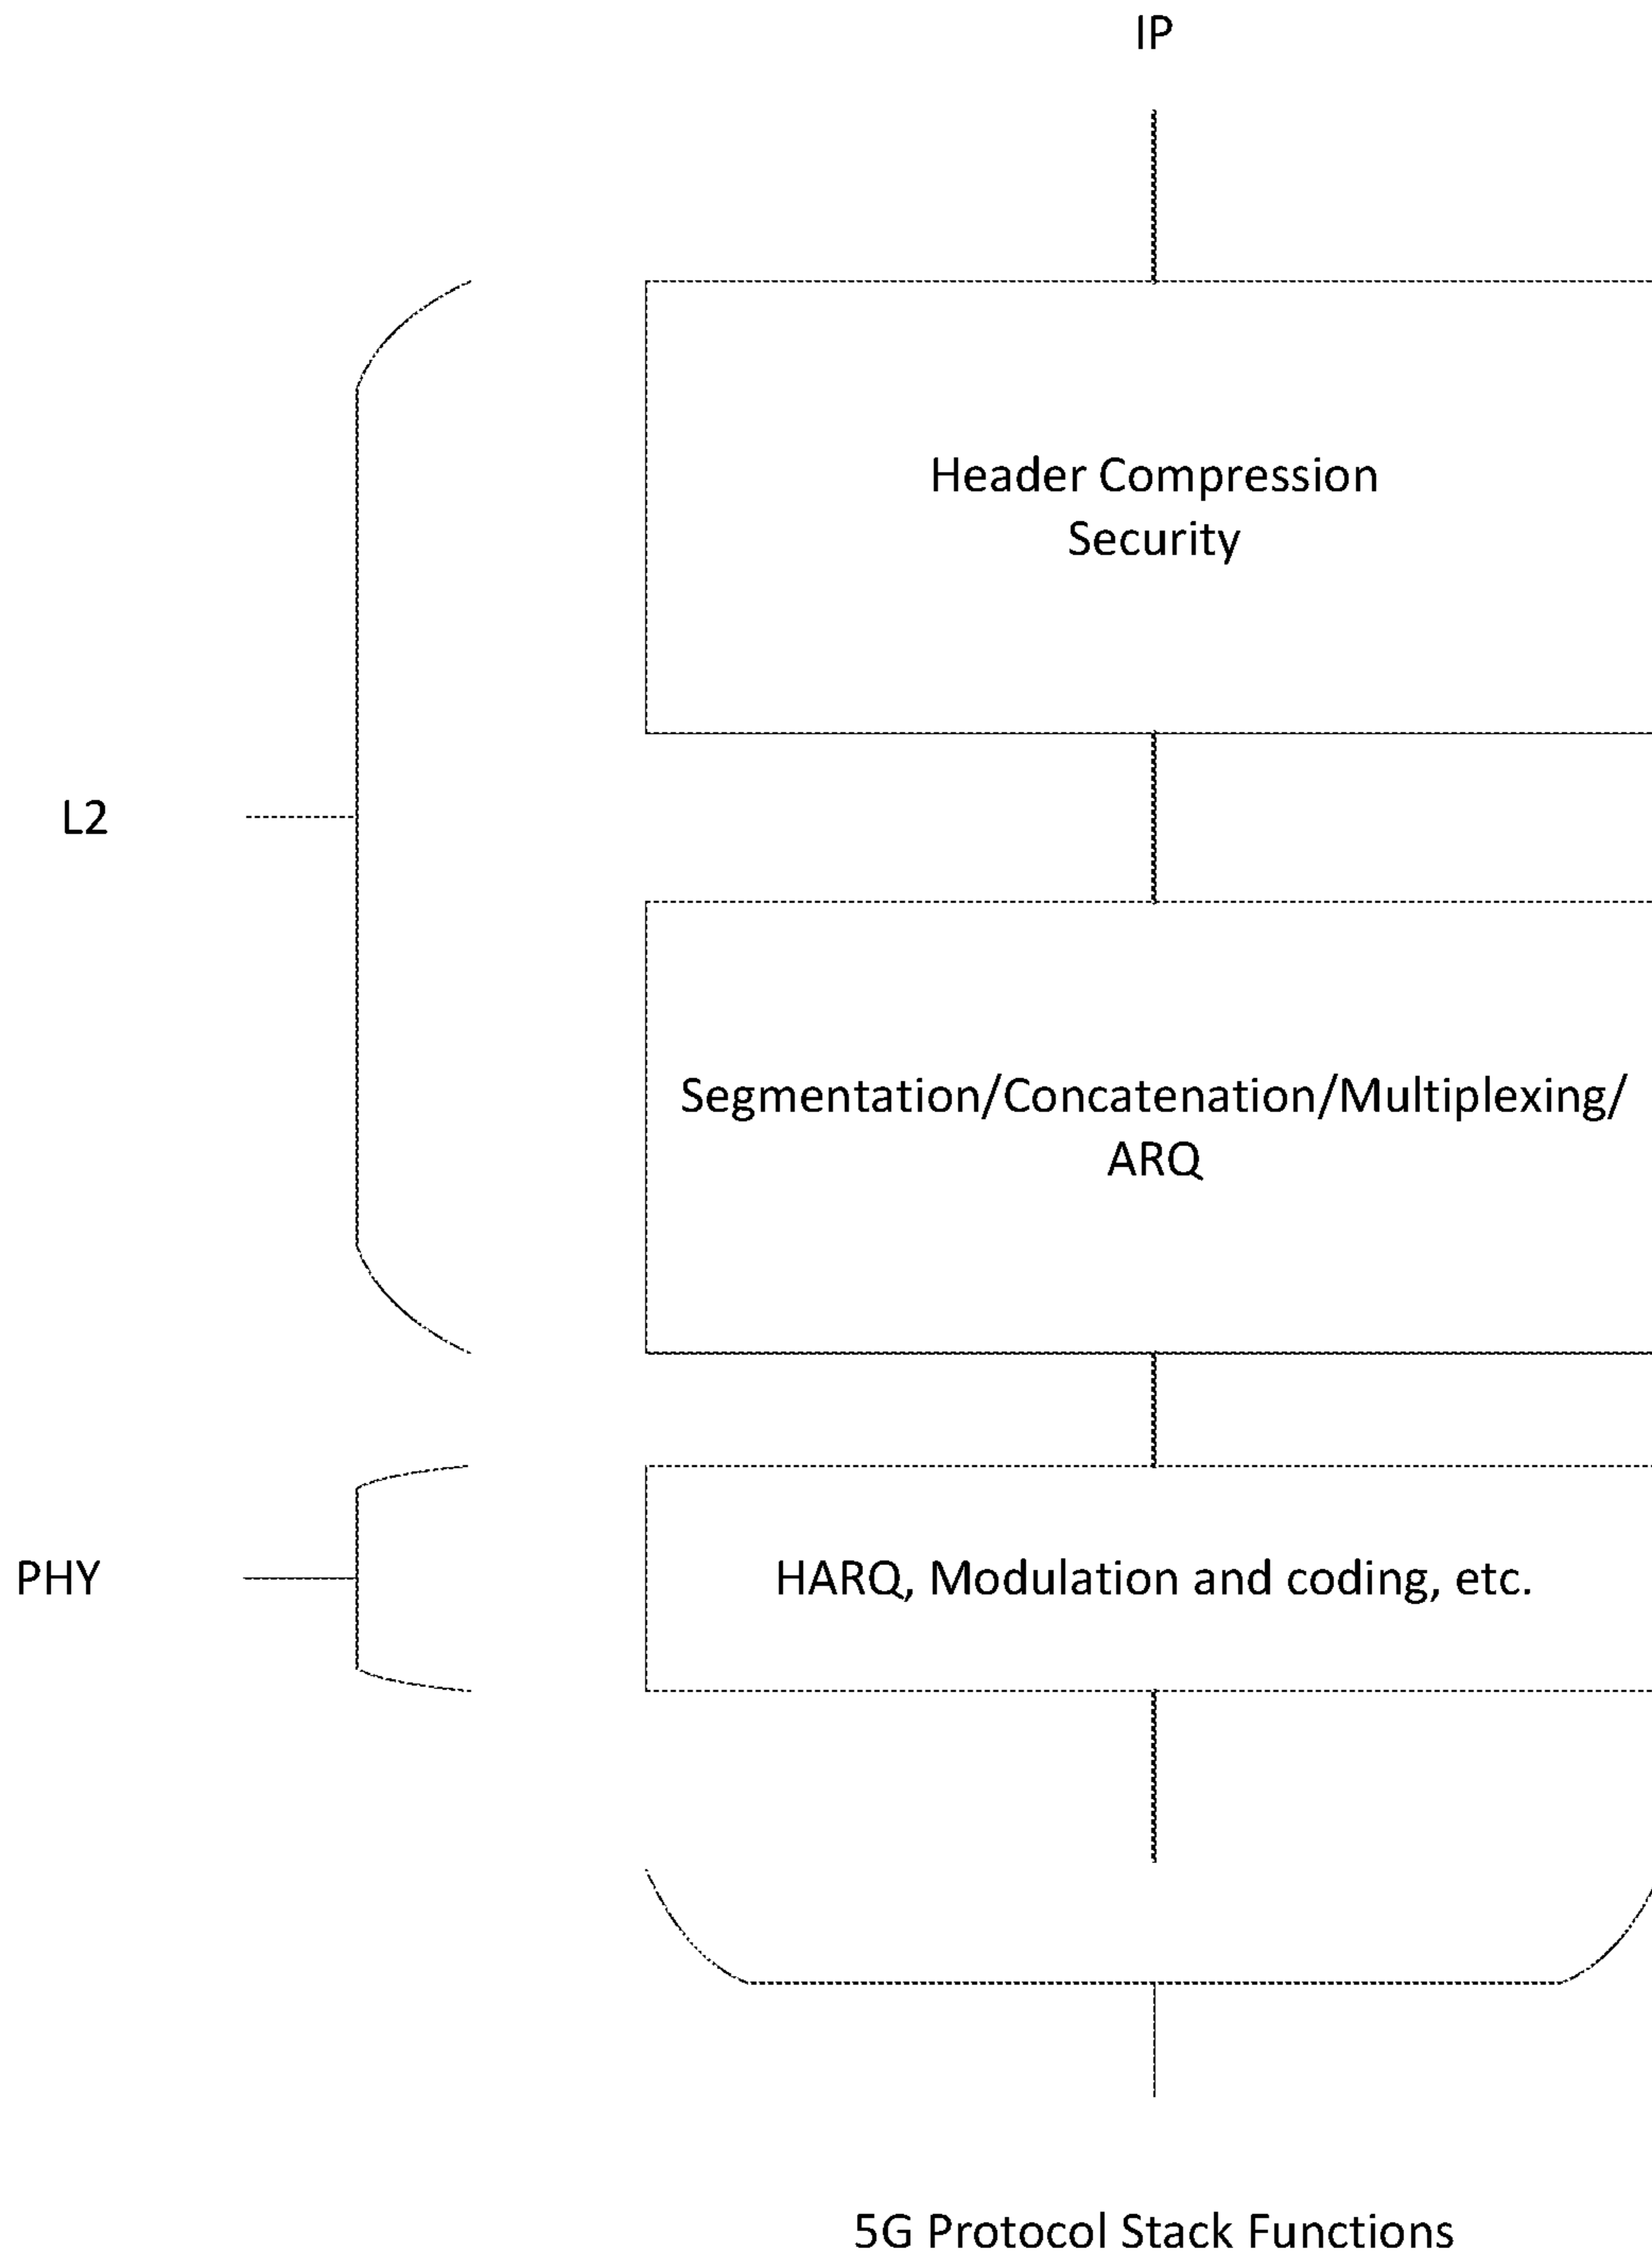 IP
Header Compression
Security
L2
Segmentation/Concatenation/Multiplexing/
ARQ
PHY
HARQ, Modulation and coding, etc.
5G Protocol Stack Functions